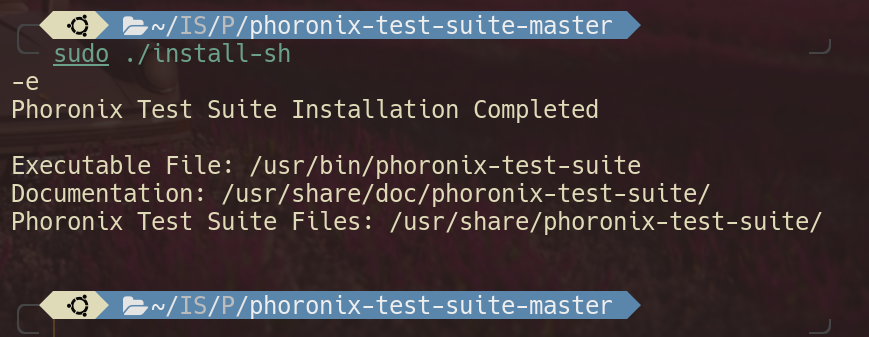 ~/IS/P/phoronix-test-suite-master
sudo ./install-sh
-e
Phoronix Test Suite Installation Completed
Executable File: /usr/bin/phoronix-test-suite
Documentation: /usr/share/doc/phoronix-test-suite/
Phoronix Test Suite Files: /usr/share/phoronix-test-suite/
~/IS/P/phoronix-test-suite-master